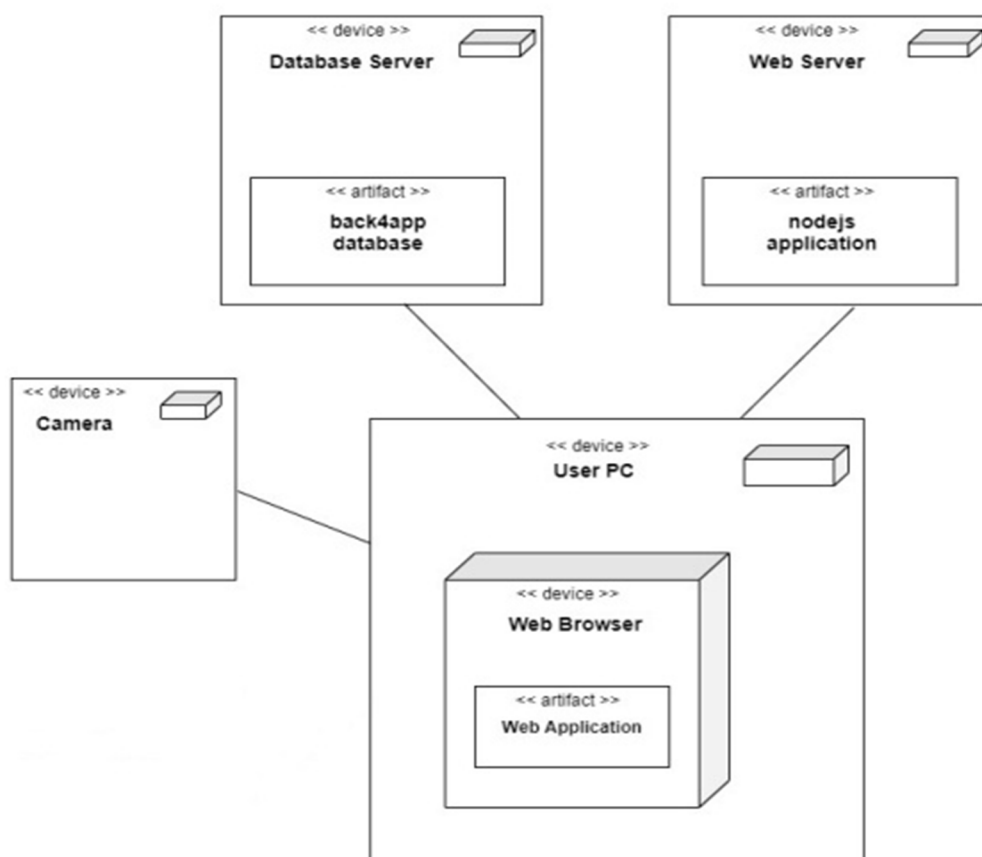 << device >>
Database Server
<< artifact >>
back4app
database
<< device >>
Web Server
<< artifact >>
nodejs
application
<< device >>
Camera
<< device >>
User PC
<< device >>
Web Browser
<< artifact >>
Web Application